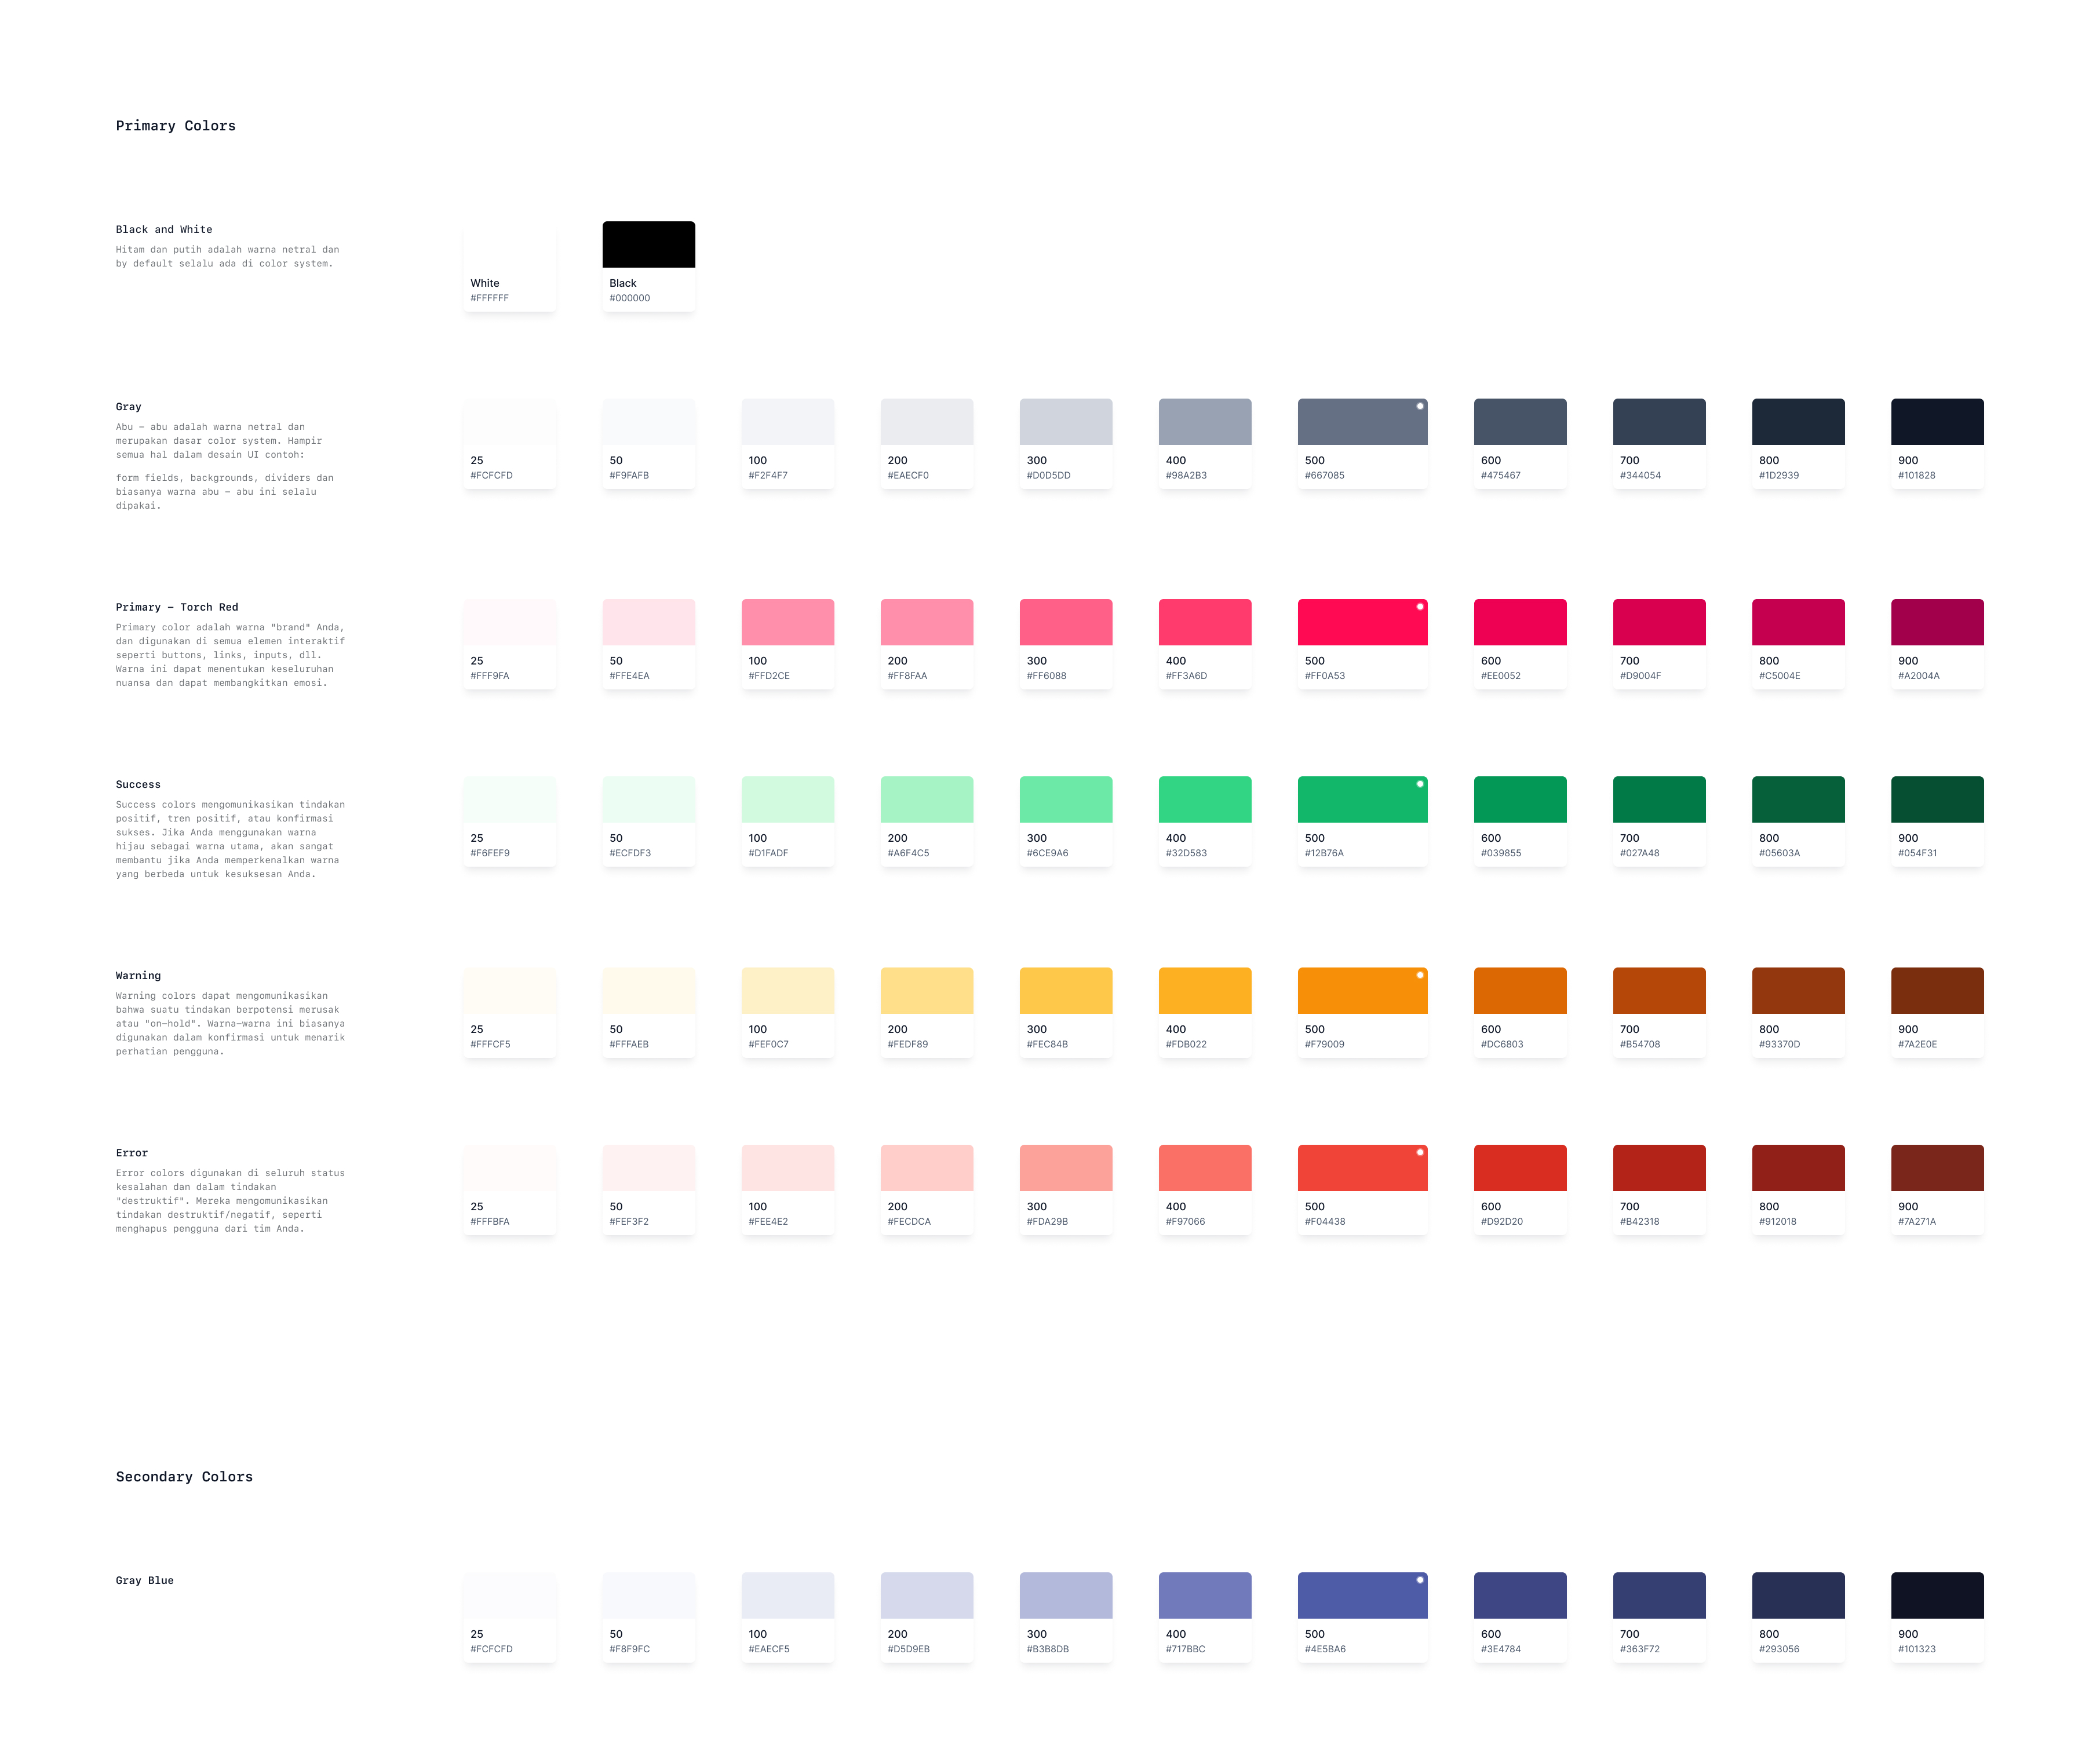 Primary Colors
Black and White
Hitam dan putih adalah warna netral dan
by default selalu ada di color system.
White
#FFFFFF
Black
#000000
Gray
Abu – abu adalah warna netral dan
merupakan dasar color system. Hampir
semua hal dalam desain UI contoh:
form fields, backgrounds, dividers dan
biasanya warna abu – abu ini selalu
dipakai.
25
#FCFCFD
50
#F9FAFB
100
#F2F4F7
200
#EAECF0
300
#D0D5DD
400
#98A2B3
500
#667085
600
#475467
700
#344054
800
#1D2939
900
#101828
Primary – Torch Red
Primary color adalah warna "brand" Anda,
dan digunakan di semua elemen interaktif
seperti buttons, links, inputs, dll.
Warna ini dapat menentukan keseluruhan
nuansa dan dapat membangkitkan emosi.
25
#FFF9FA
50
#FFE4EA
100
#FFD2CE
200
#FF8FAA
300
#FF6088
400
#FF3A6D
500
#FF0A53
600
#EE0052
700
#D9004F
800
#C5004E
900
#A2004A
Success
Success colors mengomunikasikan tindakan
positif, tren positif, atau konfirmasi
sukses. Jika Anda menggunakan warna
hijau sebagai warna utama, akan sangat
membantu jika Anda memperkenalkan warna
yang berbeda untuk kesuksesan Anda.
25
#F6FEF9
50
#ECFDF3
100
#D1FADF
200
#A6F4C5
300
#6CE9A6
400
#32D583
500
#12B76A
600
#039855
700
#027A48
800
#05603A
900
#054F31
Warning
Warning colors dapat mengomunikasikan
bahwa suatu tindakan berpotensi merusak
atau "on-hold". Warna-warna ini biasanya
digunakan dalam konfirmasi untuk menarik
perhatian pengguna.
25
#FFFCF5
50
#FFFAEB
100
#FEF0C7
200
#FEDF89
300
#FEC84B
400
#FDB022
500
#F79009
600
#DC6803
700
#B54708
800
#93370D
900
#7A2E0E
Error
Error colors digunakan di seluruh status
kesalahan dan dalam tindakan
"destruktif". Mereka mengomunikasikan
tindakan destruktif/negatif, seperti
menghapus pengguna dari tim Anda.
25
#FFFBFA
50
#FEF3F2
100
#FEE4E2
200
#FECDCA
300
#FDA29B
400
#F97066
500
#F04438
600
#D92D20
700
#B42318
800
#912018
900
#7A271A
Secondary Colors
Gray Blue
25
#FCFCFD
50
#F8F9FC
100
#EAECF5
200
#D5D9EB
300
#B3B8DB
400
#717BBC
500
#4E5BA6
600
#3E4784
700
#363F72
800
#293056
900
#101323